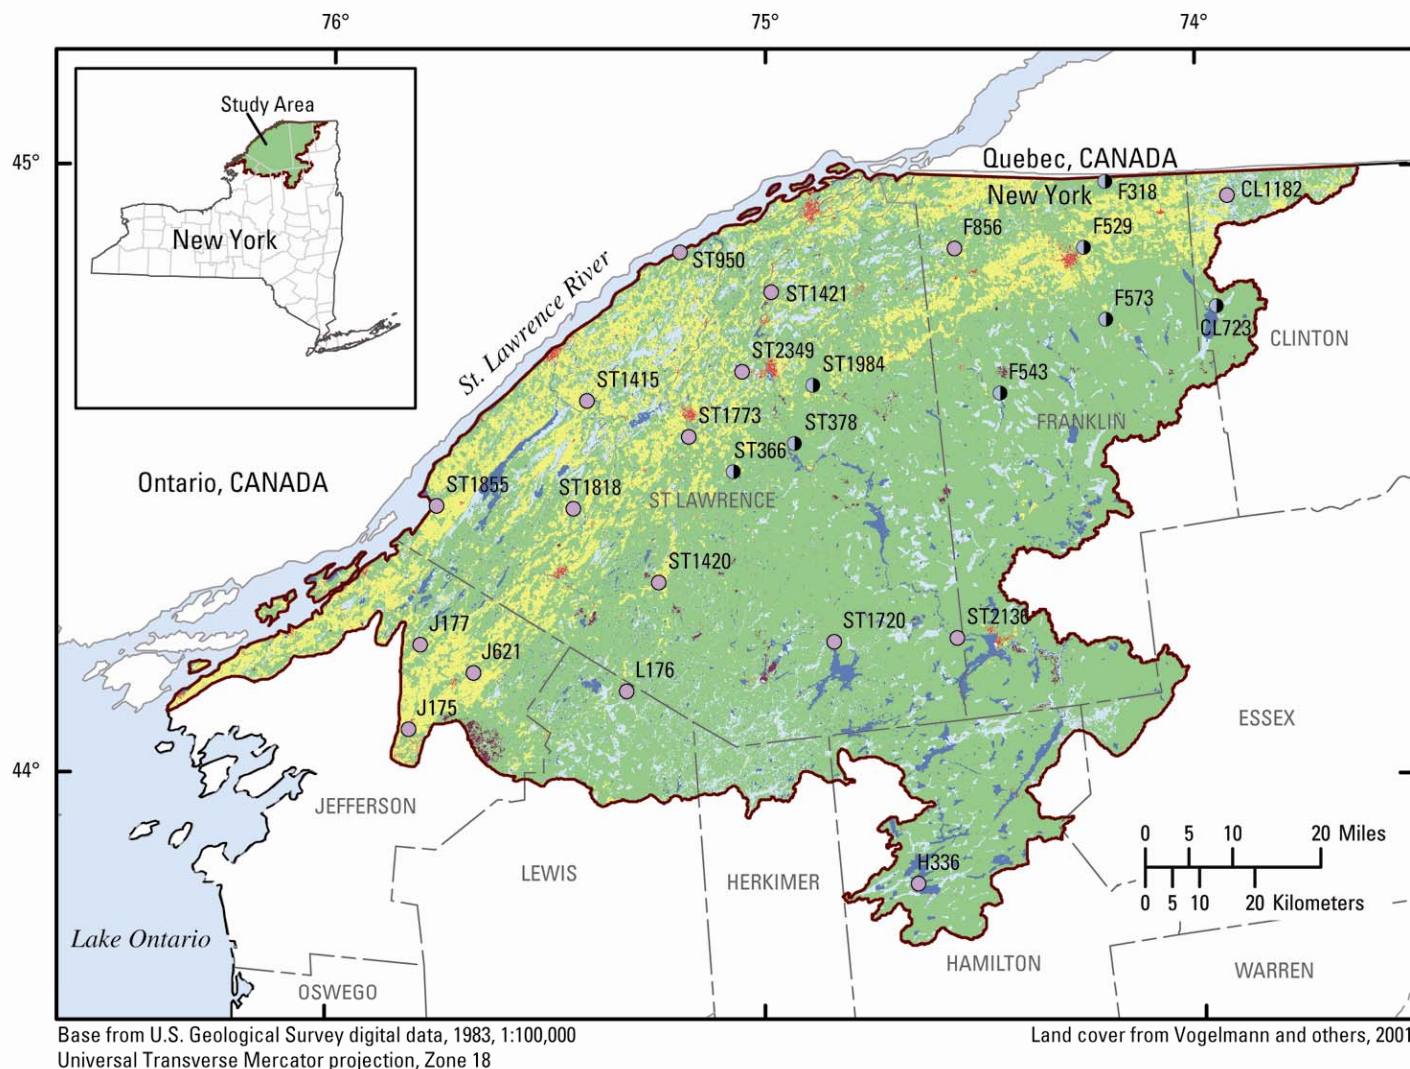 76°
75°
74°
Study Area
New York
45°
Quebec, CANADA
New York
F318
CL1182
F856
F529
ST950
ST1421
F573
CL723
CLINTON
St. Lawrence River
ST2349
ST1984
F543
ST1415
FRANKLIN
ST1773
ST378
ST366
Ontario, CANADA
ST1855
ST1818
ST LAWRENCE
ST1420
J177
ST1720
ST2136
J621
L176
J175
ESSEX
44°
JEFFERSON
0 5 10 20 Miles
0 5 10 20 Kilometers
LEWIS
HERKIMER
H336
Lake Ontario
HAMILTON
WARREN
OSWEGO
Base from U.S. Geological Survey digital data, 1983, 1:100,000
Universal Transverse Mercator projection, Zone 18
Land cover from Vogelmann and others, 2001